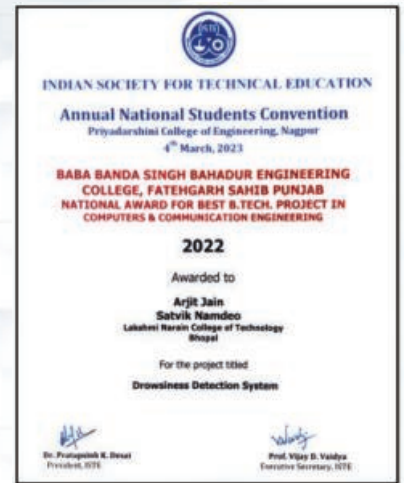 INDIAN SOCIETY FOR TECHNICAL EDUCATION
Annual National Students Convention
Priyadarshini College of Engineering, Nagpur
4th March, 2023
BABA BANDA SINGH BAHADUR ENGINEERING
COLLEGE, FATEHGARH SAHIB PUNJAB
NATIONAL AWARD FOR BEST B.TECH. PROJECT IN
COMPUTERS & COMMUNICATION ENGINEERING
2022
Awarded to
Arjit Jain
Satvik Namdeo
Lakshmi Narain College of Technology
Bhopal
For the project titled
Drowsiness Detection System
Dr. Pratapsinh K. Desai
President, ISTE
Prof. Vijay D. Vaidya
Executive Secretary, ISTE